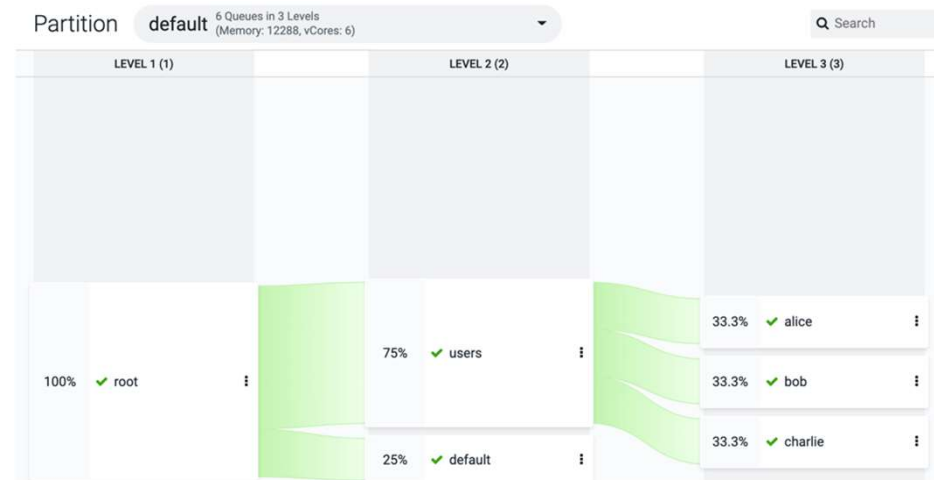 Partition
default
6 Queues in 3 Levels
(Memory: 12288, vCores: 6)
Search
LEVEL 1 (1)
LEVEL 2 (2)
LEVEL 3 (3)
100% root
75% users
25% default
33.3% alice
33.3% bob
33.3% charlie